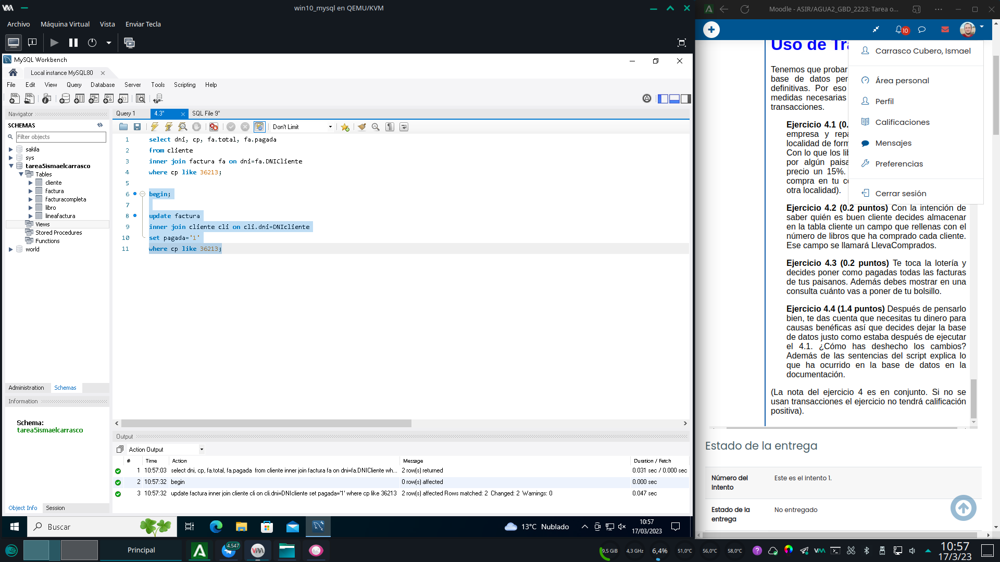 win10_mysql en QEMU/KVM
Archivo Máquina Virtual Vista Enviar Tecla
MySQL Workbench
Local instance MySQL80
File Edit View Query Database Server Tools Scripting Help
Navigator
SCHEMAS
Filter objects
sakila
sys
tarea5ismaelcarrasco
Tables
cliente
factura
facturacompleta
libro
lineafactura
Views
Stored Procedures
Functions
world
Administration Schemas
Information
Schema:
tarea5ismaelcarrasco
Object Info Session
Query 1 4.3* SQL File 9*
Don't Limit
1 select dni, cp, fa.total, fa.pagada
2 from cliente
3 inner join factura fa on dni=fa.DNICliente
4 where cp like 36213;
5
6 begin;
7
8 update factura
9 inner join cliente cli on cli.dni=DNIcliente
10 set pagada='1'
11 where cp like 36213;
Output
Action Output
# Time Action Message Duration / Fetch
1 10:57:03 select dni, cp, fa.total, fa.pagada from cliente inner join factura fa on dni=fa.DNICliente wh... 2 row(s) returned 0.031 sec / 0.000 sec
2 10:57:32 begin 0 row(s) affected 0.000 sec
3 10:57:32 update factura inner join cliente cli on cli.dni=DNIcliente set pagada='1' where cp like 36213 2 row(s) affected Rows matched: 2 Changed: 2 Warnings: 0 0.047 sec
Buscar
13°C Nublado
10:57
17/03/2023
Moodle - ASIR/AGUA2_GBD_2223: Tarea o...
10
Carrasco Cubero, Ismael
Área personal
Perfil
Calificaciones
Mensajes
Preferencias
Cerrar sesión
Uso de Tra
Tenemos que probar
base de datos per
definitivas. Por eso
medidas necesarias
transacciones.
Ejercicio 4.1 (0.
empresa y repa
localidad de form
Con lo que los lib
por algún paisa
precio un 15%.
compra en tu c
otra localidad).
Ejercicio 4.2 (0.2 puntos) Con la intención de
saber quién es buen cliente decides almacenar
en la tabla cliente un campo que rellenas con el
número de libros que ha comprado cada cliente.
Ese campo se llamará LlevaComprados.
Ejercicio 4.3 (0.2 puntos) Te toca la lotería y
decides poner como pagadas todas las facturas
de tus paisanos. Además debes mostrar en una
consulta cuánto vas a poner de tu bolsillo.
Ejercicio 4.4 (1.4 puntos) Después de pensarlo
bien, te das cuenta que necesitas tu dinero para
causas benéficas así que decides dejar la base
de datos justo como estaba después de ejecutar
el 4.1. ¿Cómo has deshecho los cambios?
Además de las sentencias del script explica lo
que ha ocurrido en la base de datos en la
documentación.
(La nota del ejercicio 4 es en conjunto. Si no se
usan transacciones el ejercicio no tendrá calificación
positiva).
Estado de la entrega
Número del
Intento
Este es el intento 1.
Estado de la
entrega
No entregado
Principal
4.547
9,5 GiB 4,3 GHz 6,4% 51,0°C 56,0°C 58,0°C
10:57
17/3/23